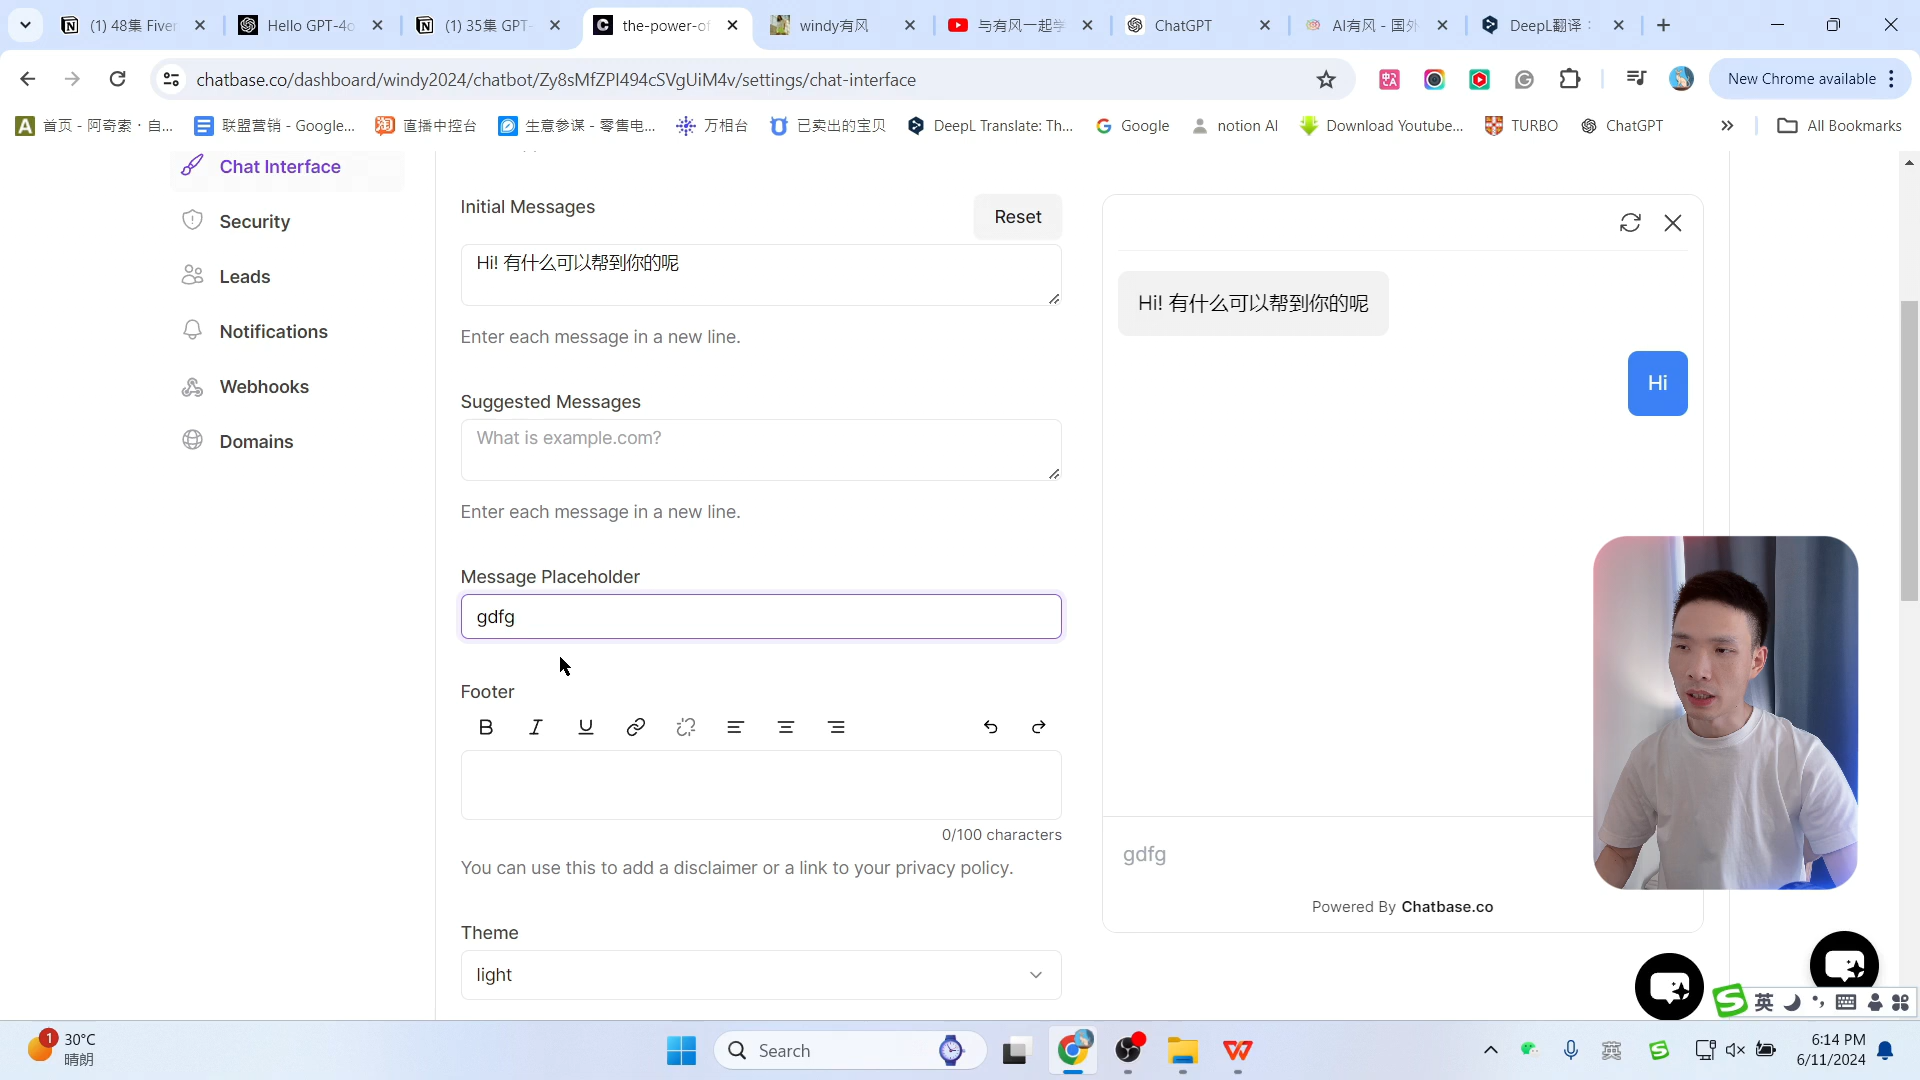 (1) 48集 Fiver
Hello GPT-4o
(1) 35集 GPT-
the-power-of
windy有风
与有风一起学
ChatGPT
AI有风 - 国外
DeepL翻译：
chatbase.co/dashboard/windy2024/chatbot/Zy8sMfZPI494cSVgUiM4v/settings/chat-interface
New Chrome available
首页 - 阿奇索 · 自...
联盟营销 - Google...
直播中控台
生意参谋 - 零售电...
万相台
已卖出的宝贝
DeepL Translate: Th...
Google
notion AI
Download Youtube...
TURBO
ChatGPT
All Bookmarks
Chat Interface
Security
Leads
Notifications
Webhooks
Domains
Initial Messages
Reset
Hi! 有什么可以帮到你的呢
Enter each message in a new line.
Suggested Messages
What is example.com?
Enter each message in a new line.
Message Placeholder
gdfg
Footer
0/100 characters
You can use this to add a disclaimer or a link to your privacy policy.
Theme
light
Hi! 有什么可以帮到你的呢
Hi
gdfg
Powered By Chatbase.co
英
1
30°C
晴朗
Search
英
6:14 PM
6/11/2024